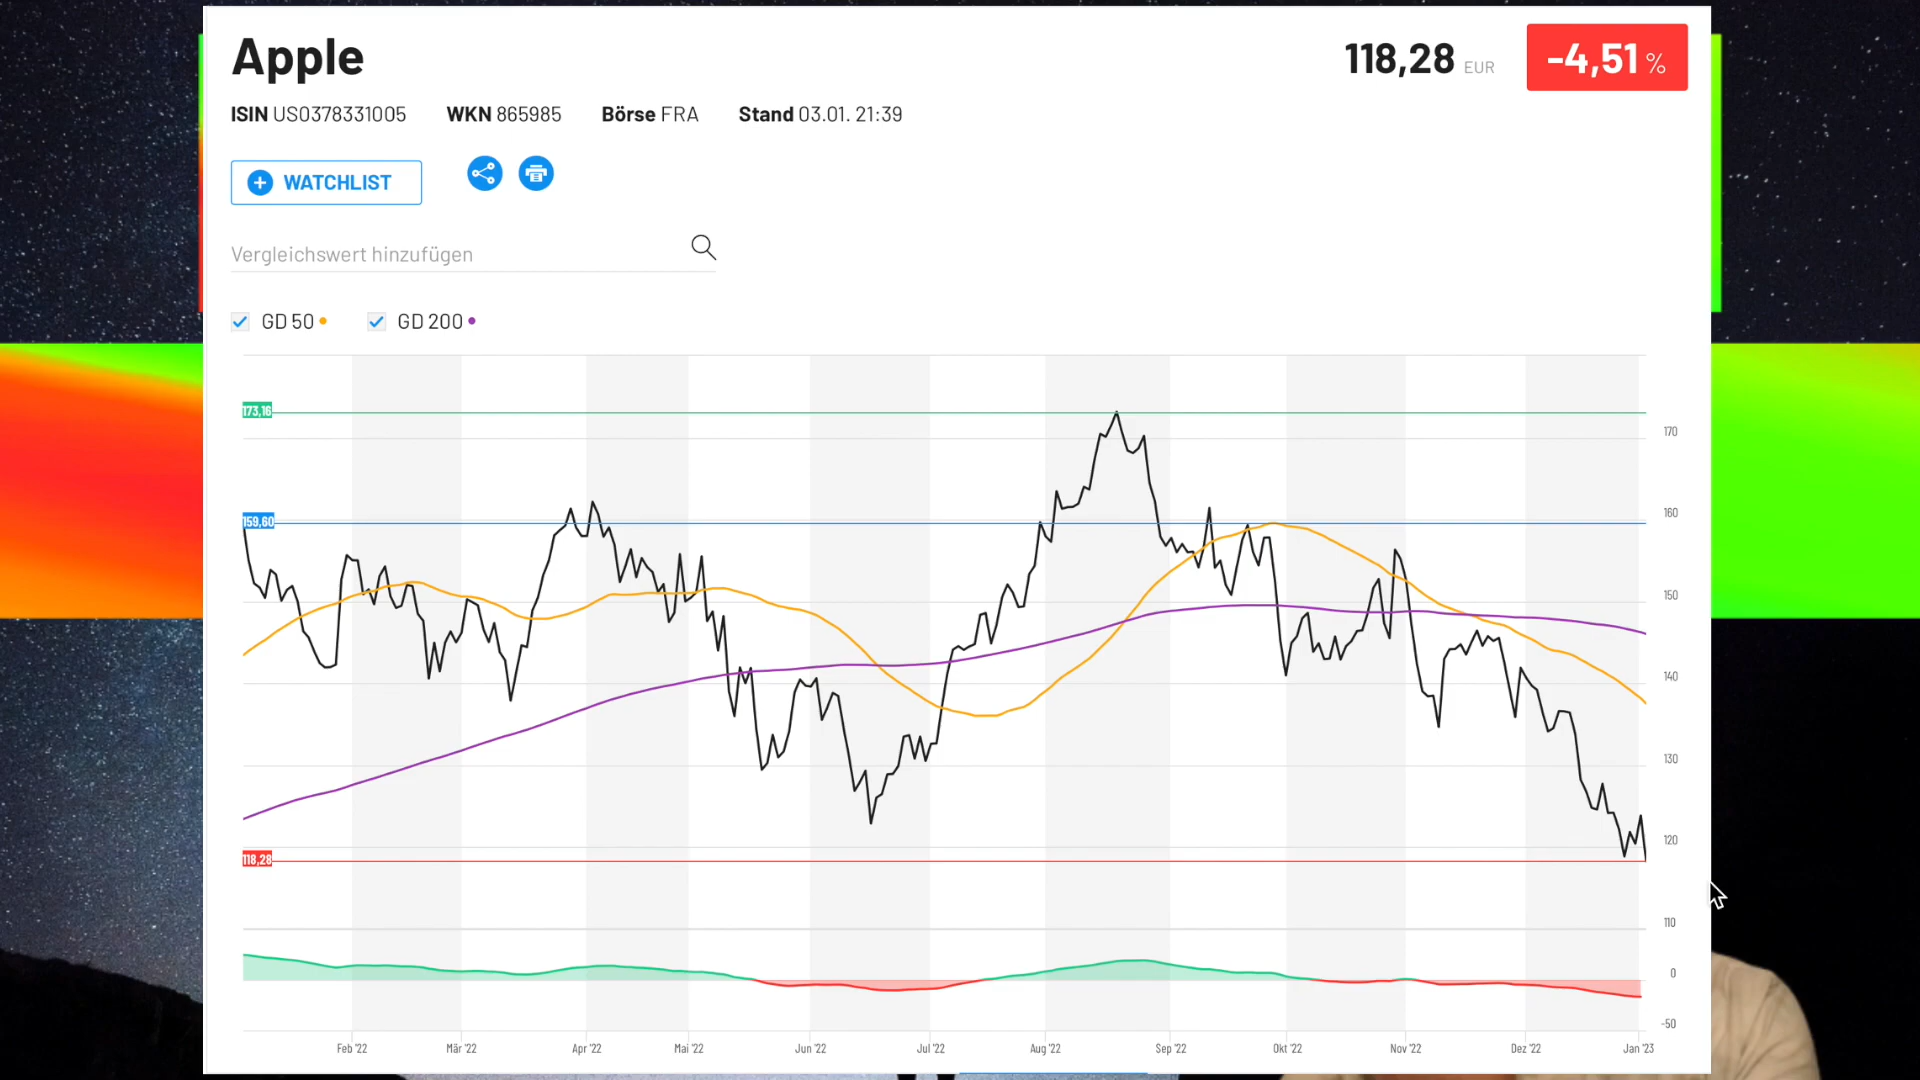 Apple
118,28 EUR
-4,51 %
ISIN US0378331005 WKN 865985 Börse FRA Stand 03.01. 21:39
WATCHLIST
Vergleichswert hinzufügen
GD 50 GD 200
173,16
170
159,60
160
150
140
130
120
118,28
110
0
-50
Feb '22 Mär '22 Apr '22 Mai '22 Jun '22 Jul '22 Aug '22 Sep '22 Okt '22 Nov '22 Dez '22 Jan '23